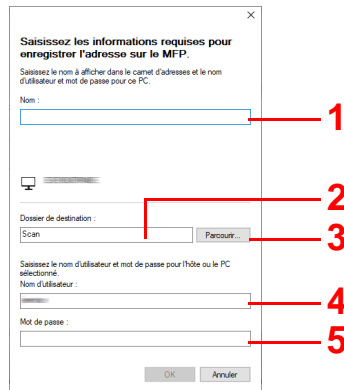 Saisissez les informations requises pour
enregistrer l'adresse sur le MFP.
Saisissez le nom à afficher dans le carnet d'adresses et le nom
d'utilisateur et mot de passe pour ce PC.
Nom :
1
2
Dossier de destination :
Scan
Parcourir...
3
Saisissez le nom d'utilisateur et mot de passe pour l'hôte ou le PC
sélectionné.
Nom d'utilisateur :
4
Mot de passe :
5
OK
Annuler